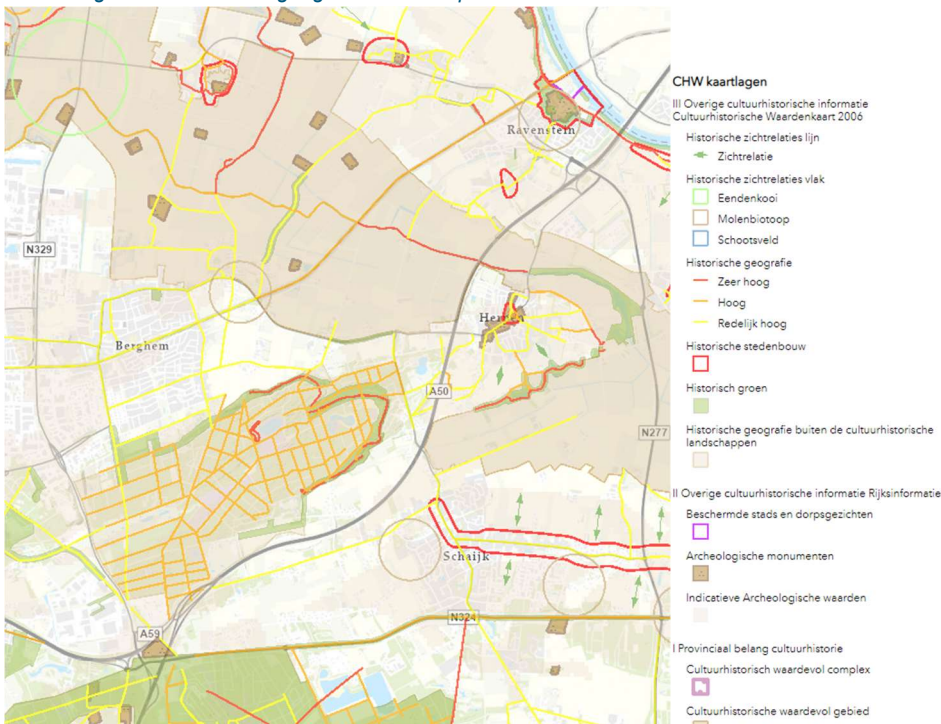 Ravenstein
N329
Berghem
A50
N277
Schaijk
N324
A59
CHW kaartlagen
III Overige cultuurhistorische informatie
Cultuurhistorische Waardenkaart 2006
Historische zichtrelaties lijn
Zichtrelatie
Historische zichtrelaties vlak
Eendenkooi
Molenbiotoop
Schootsveld
Historische geografie
Zeer hoog
Hoog
Redelijk hoog
Historische stedenbouw
Historisch groen
Historische geografie buiten de cultuurhistorische
landschappen
II Overige cultuurhistorische informatie Rijksinformatie
Beschermde stads en dorpsgezichten
Archeologische monumenten
Indicatieve Archeologische waarden
I Provinciaal belang cultuurhistorie
Cultuurhistorisch waardevol complex
Cultuurhistorische waardevol gebied